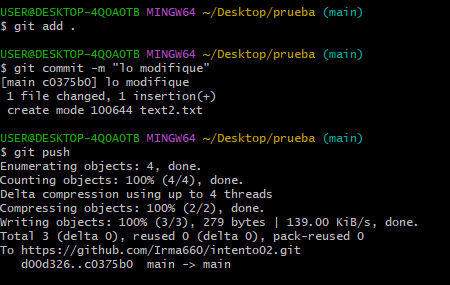 USER@DESKTOP-4QOAOTB MINGW64 ~/Desktop/prueba (main)
$ git add .
USER@DESKTOP-4QOAOTB MINGW64 ~/Desktop/prueba (main)
$ git commit -m "lo modifique"
[main c0375b0] lo modifique
1 file changed, 1 insertion(+)
create mode 100644 text2.txt
USER@DESKTOP-4QOAOTB MINGW64 ~/Desktop/prueba (main)
$ git push
Enumerating objects: 4, done.
Counting objects: 100% (4/4), done.
Delta compression using up to 4 threads
Compressing objects: 100% (2/2), done.
Writing objects: 100% (3/3), 279 bytes | 139.00 KiB/s, done.
Total 3 (delta 0), reused 0 (delta 0), pack-reused 0
To https://github.com/Irma660/intento02.git
d00d326..c0375b0  main -> main